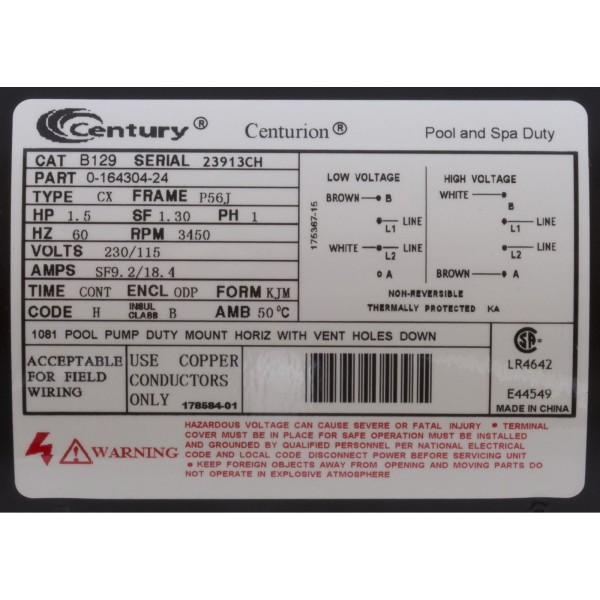 Century® Centurion® Pool and Spa Duty
CAT B129 SERIAL 23913CH
PART 0-164304-24
TYPE CX FRAME P56J
HP 1.5 SF 1.30 PH 1
HZ 60 RPM 3450
VOLTS 230/115
AMPS SF9.2/18.4
TIME CONT ENCL ODP FORM KJM
CODE H INSUL CLASS B AMB 50°C
175367-15
LOW VOLTAGE
BROWN B
LINE
L1
WHITE LINE
L2
A
HIGH VOLTAGE
WHITE B
LINE
L1
LINE
L2
BROWN A
NON-REVERSIBLE
THERMALLY PROTECTED KA
1081 POOL PUMP DUTY MOUNT HORIZ WITH VENT HOLES DOWN
ACCEPTABLE
FOR FIELD
WIRING
USE COPPER
CONDUCTORS
ONLY 178584-01
LR4642
E44549
MADE IN CHINA
WARNING
HAZARDOUS VOLTAGE CAN CAUSE SEVERE OR FATAL INJURY • TERMINAL
COVER MUST BE IN PLACE FOR SAFE OPERATION MUST BE INSTALLED
AND GROUNDED BY QUALIFIED PERSONNEL PER NATIONAL ELECTRICAL
CODE AND LOCAL CODE DISCONNECT POWER BEFORE SERVICING UNIT
• KEEP FOREIGN OBJECTS AWAY FROM OPENING AND MOVING PARTS DO
NOT OPERATE IN EXPLOSIVE ATMOSPHERE